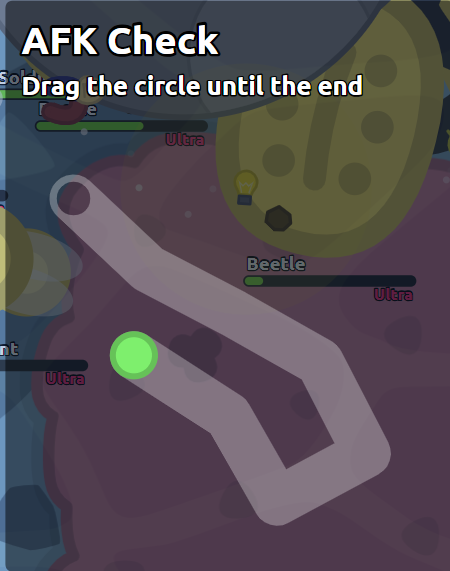 AFK Check
Drag the circle until the end
Ultra
Beetle
Ultra
Ultra